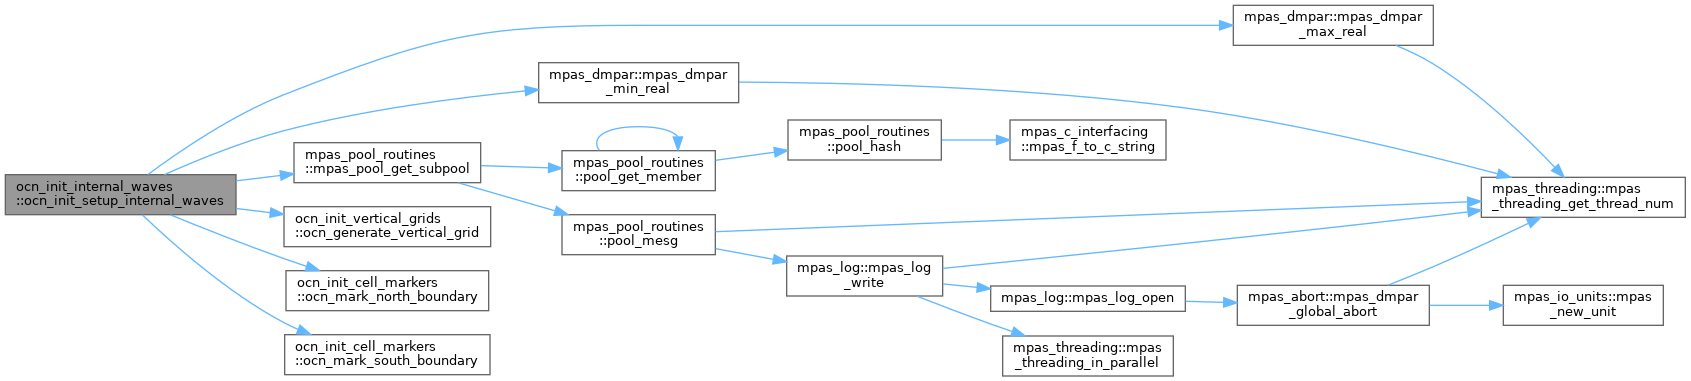 mpas_dmpar::mpas_dmpar
_max_real
mpas_dmpar::mpas_dmpar
_min_real
mpas_pool_routines
::pool_hash
mpas_c_interfacing
::mpas_f_to_c_string
mpas_pool_routines
::mpas_pool_get_subpool
mpas_pool_routines
::pool_get_member
ocn_init_internal_waves
::ocn_init_setup_internal_waves
mpas_threading::mpas
_threading_get_thread_num
ocn_init_vertical_grids
::ocn_generate_vertical_grid
mpas_pool_routines
::pool_mesg
mpas_log::mpas_log
_write
ocn_init_cell_markers
::ocn_mark_north_boundary
mpas_log::mpas_log_open
mpas_abort::mpas_dmpar
_global_abort
mpas_io_units::mpas
_new_unit
ocn_init_cell_markers
::ocn_mark_south_boundary
mpas_threading::mpas
_threading_in_parallel